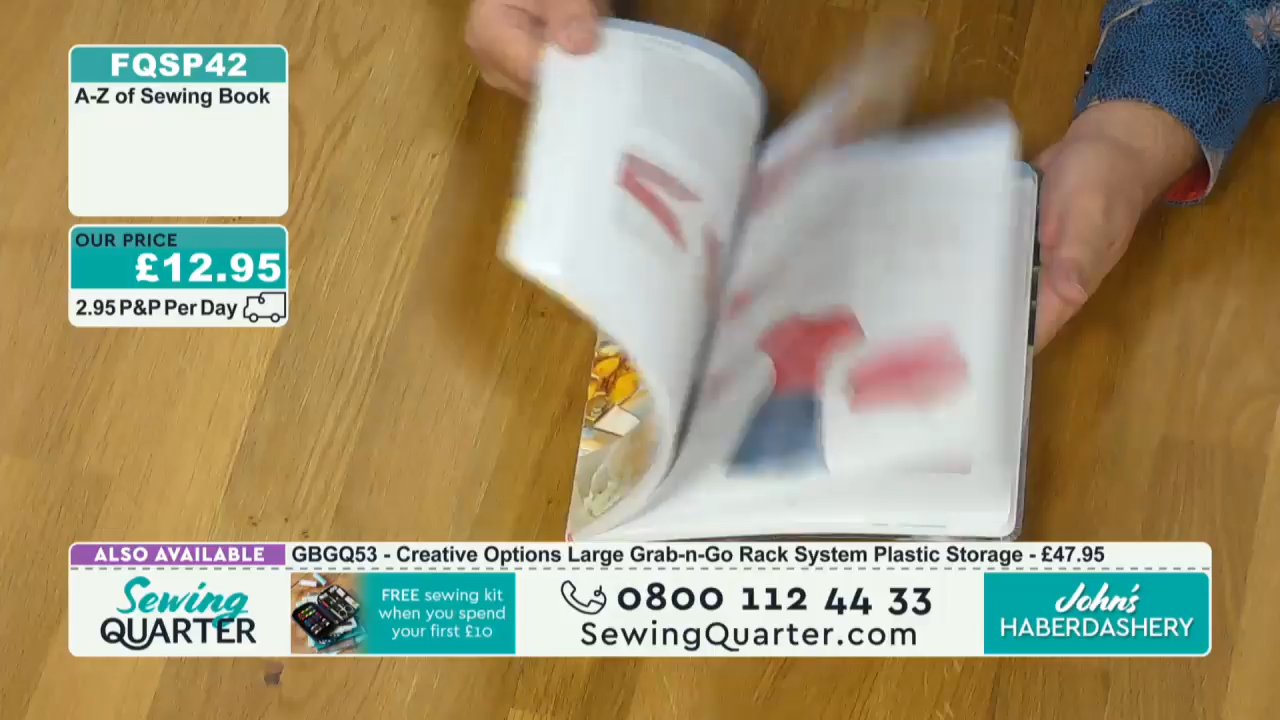 FQSP42
A-Z of Sewing Book
OUR PRICE
£12.95
2.95 P&P Per Day
ALSO AVAILABLE
GBGQ53 - Creative Options Large Grab-n-Go Rack System Plastic Storage - £47.95
Sewing
QUARTER
FREE sewing kit
when you spend
your first £10
0800 112 44 33
SewingQuarter.com
John's
HABERDASHERY